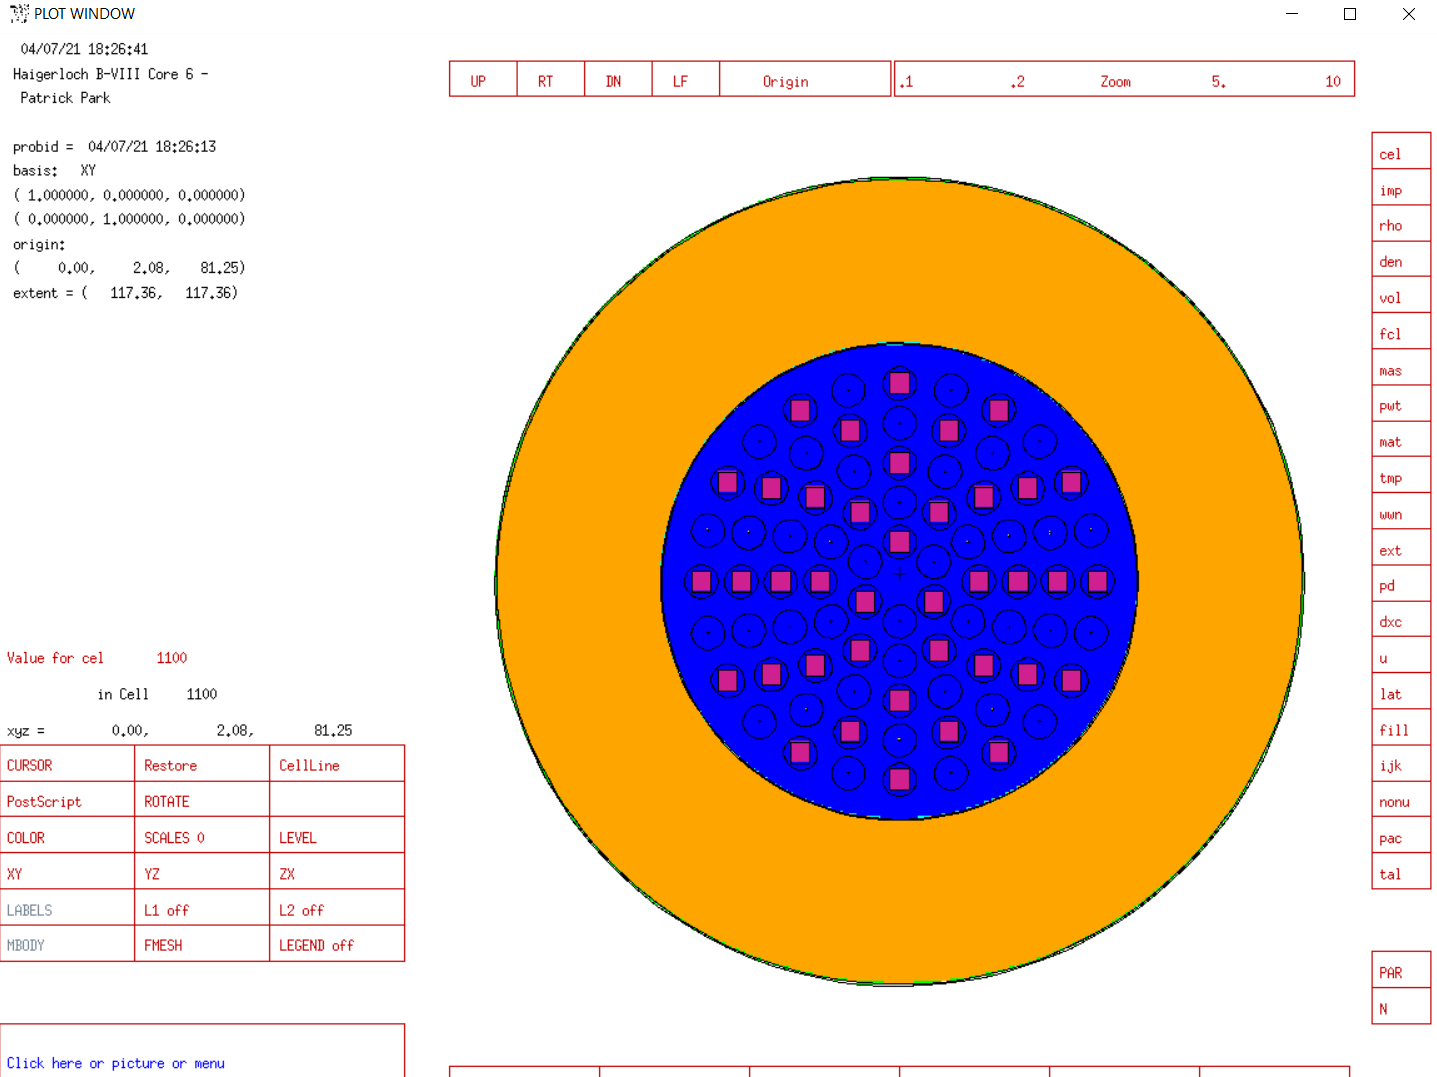 PLOT WINDOW
04/07/21 18:26:41
Haigerloch B-VIII Core 6 -
Patrick Park
probid = 04/07/21 18:26:13
basis: XY
( 1.000000, 0.000000, 0.000000)
( 0.000000, 1.000000, 0.000000)
origin:
( 0.00, 2.08, 81.25)
extent = ( 117.36, 117.36)
UP RT DN LF Origin .1 .2 Zoom 5. 10
cel
imp
rho
den
vol
fcl
mas
pwt
mat
tmp
wwn
ext
pd
dxc
u
lat
fill
ijk
nonu
pac
tal
PAR
N
Value for cel 1100
in Cell 1100
xyz = 0.00, 2.08, 81.25
CURSOR Restore CellLine
PostScript ROTATE
COLOR SCALES 0 LEVEL
XY YZ ZX
LABELS L1 off L2 off
MBODY FMESH LEGEND off
Click here or picture or menu